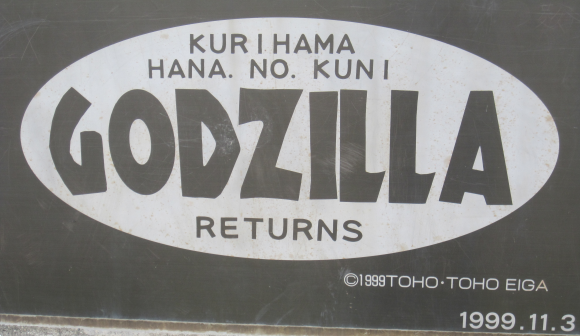 KURIHAMA
HANA. NO. KUNI
GODZILLA
RETURNS
©1999TOHO·TOHO EIGA
1999.11.3